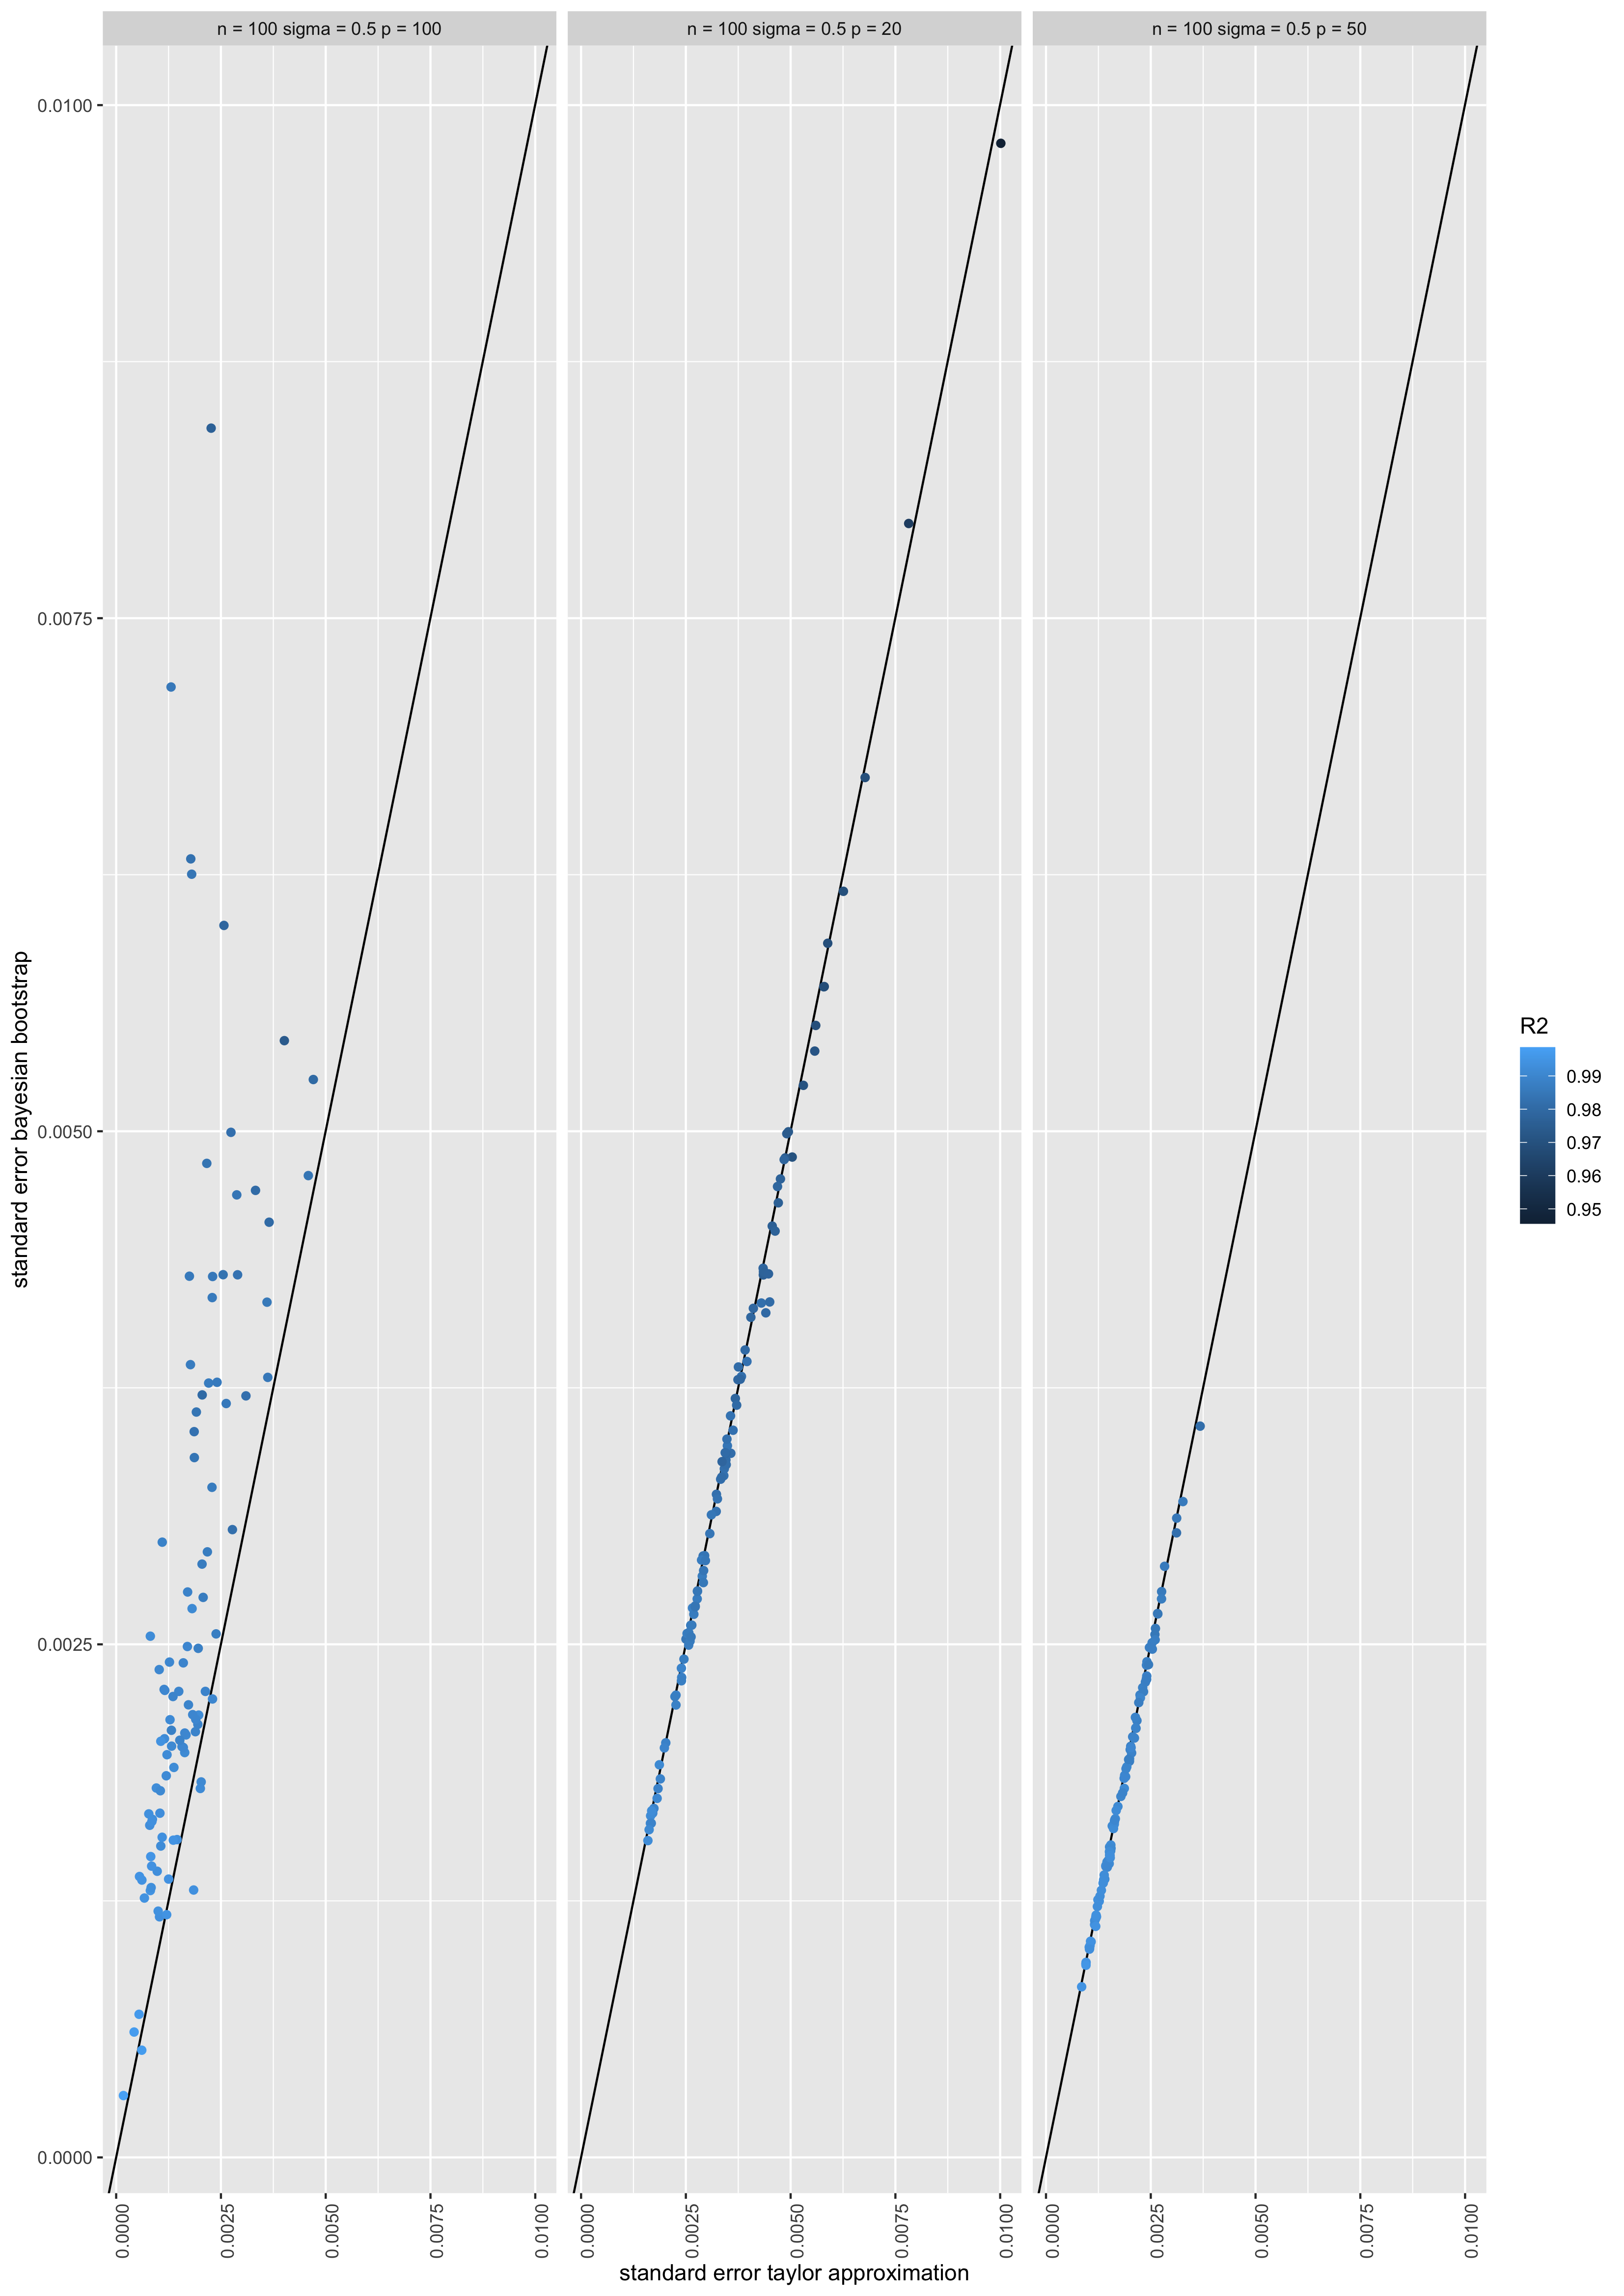 n = 100 sigma = 0.5 p = 100
n = 100 sigma = 0.5 p = 20
n = 100 sigma = 0.5 p = 50
standard error bayesian bootstrap
0.0100
0.0075
0.0050
0.0025
0.0000
0.0000 0.0025 0.0050 0.0075 0.0100
0.0000 0.0025 0.0050 0.0075 0.0100
0.0000 0.0025 0.0050 0.0075 0.0100
standard error taylor approximation
R2
0.99
0.98
0.97
0.96
0.95